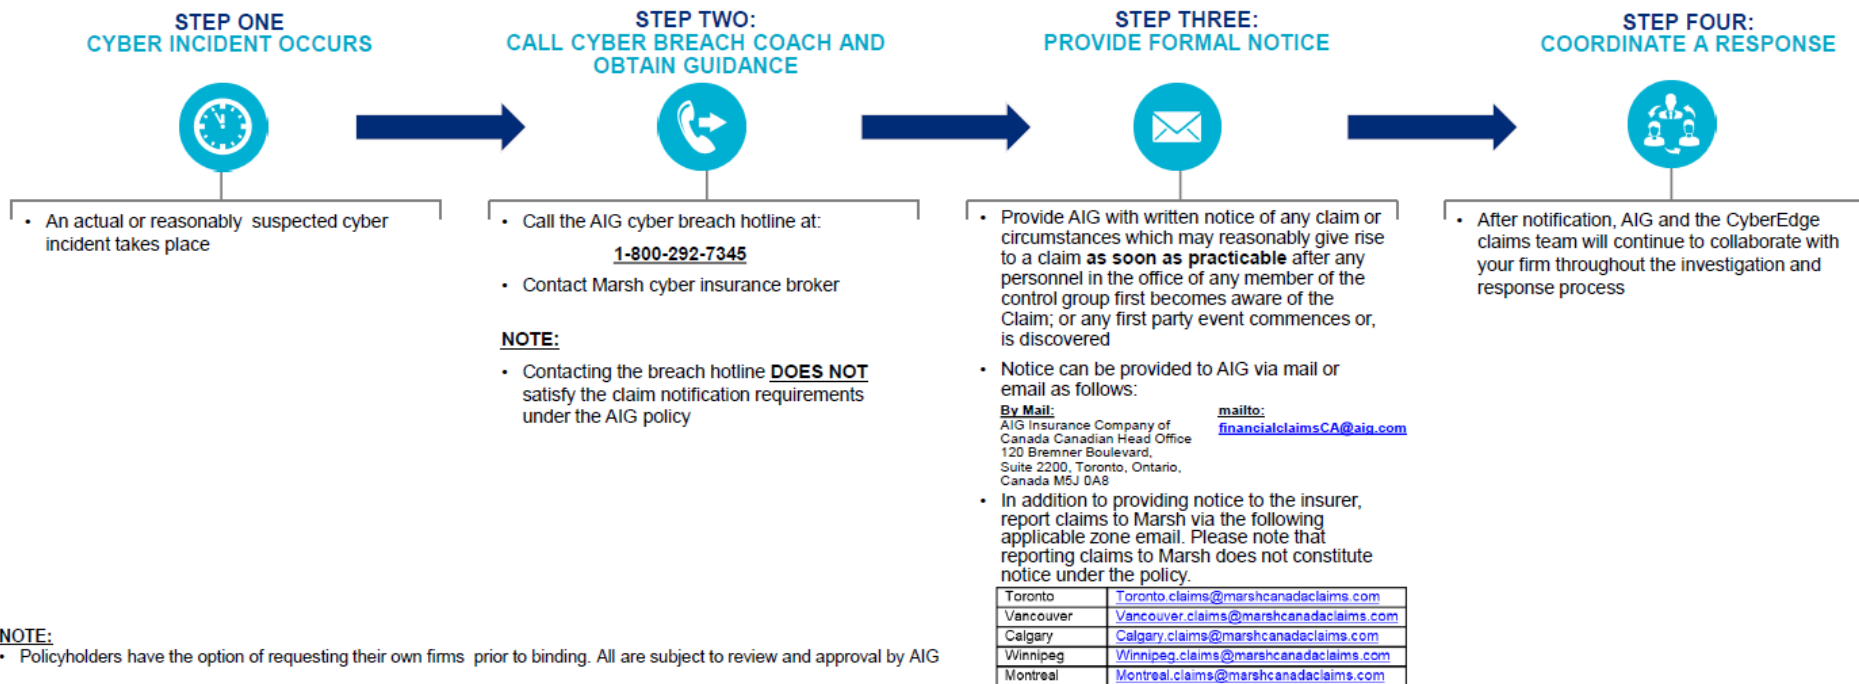 STEP ONE
CYBER INCIDENT OCCURS
• An actual or reasonably suspected cyber
incident takes place
STEP TWO:
CALL CYBER BREACH COACH AND
OBTAIN GUIDANCE
• Call the AIG cyber breach hotline at:
1-800-292-7345
• Contact Marsh cyber insurance broker
NOTE:
• Contacting the breach hotline DOES NOT
satisfy the claim notification requirements
under the AIG policy
STEP THREE:
PROVIDE FORMAL NOTICE
• Provide AIG with written notice of any claim or
circumstances which may reasonably give rise
to a claim as soon as practicable after any
personnel in the office of any member of the
control group first becomes aware of the
Claim; or any first party event commences or,
is discovered
• Notice can be provided to AIG via mail or
email as follows:
By Mail:
AIG Insurance Company of
Canada Canadian Head Office
120 Bremner Boulevard,
Suite 2200, Toronto, Ontario,
Canada M5J 0A8
mailto:
financialclaimsCA@aig.com
• In addition to providing notice to the insurer,
report claims to Marsh via the following
applicable zone email. Please note that
reporting claims to Marsh does not constitute
notice under the policy.
Toronto Toronto.claims@marshcanadaclaims.com
Vancouver Vancouver.claims@marshcanadaclaims.com
Calgary Calgary.claims@marshcanadaclaims.com
Winnipeg Winnipeg.claims@marshcanadaclaims.com
Montreal Montreal.claims@marshcanadaclaims.com
STEP FOUR:
COORDINATE A RESPONSE
• After notification, AIG and the CyberEdge
claims team will continue to collaborate with
your firm throughout the investigation and
response process
NOTE:
• Policyholders have the option of requesting their own firms prior to binding. All are subject to review and approval by AIG